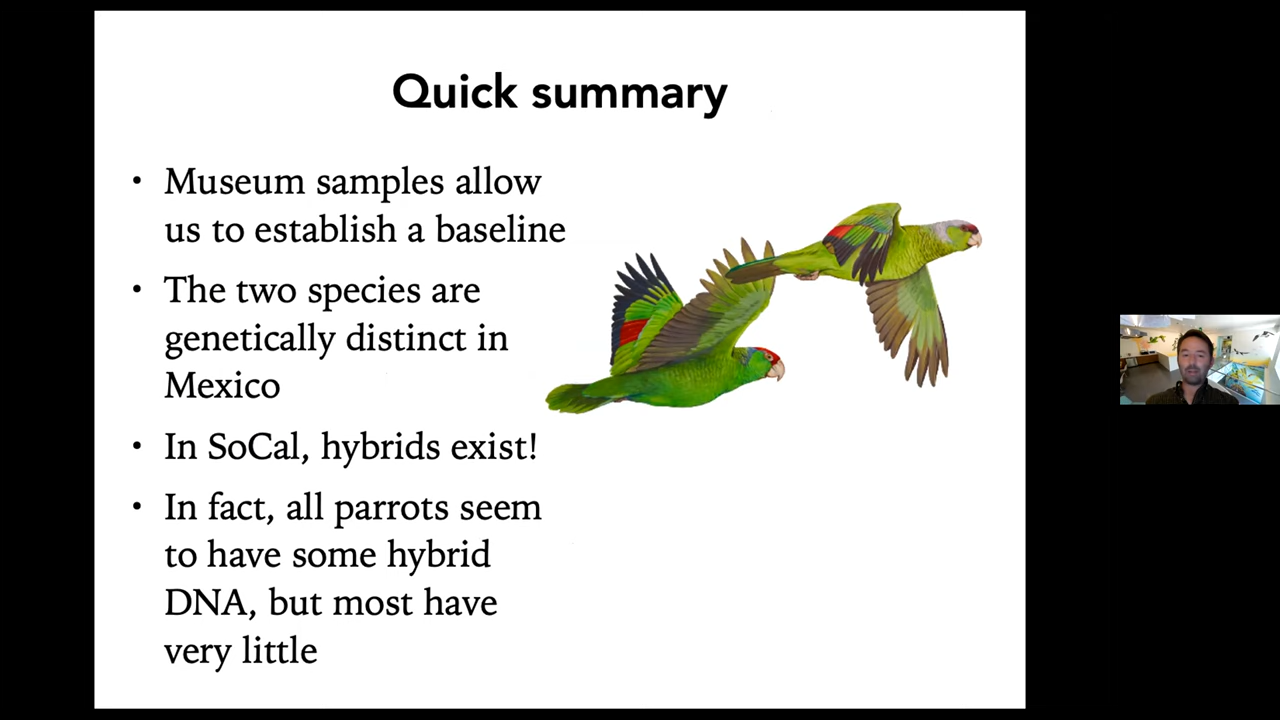 Quick summary
• Museum samples allow
us to establish a baseline
• The two species are
genetically distinct in
Mexico
• In SoCal, hybrids exist!
• In fact, all parrots seem
to have some hybrid
DNA, but most have
very little